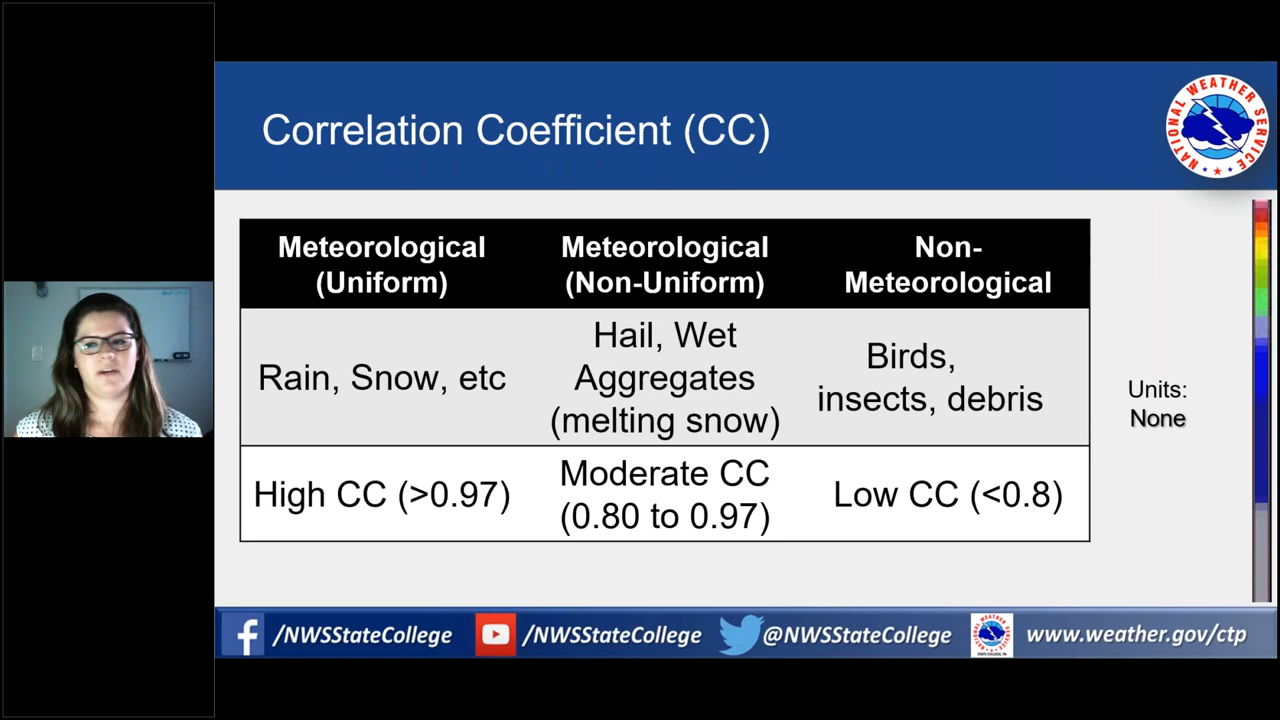 Correlation Coefficient (CC)
NATIONAL WEATHER SERVICE
Meteorological
(Uniform)
Meteorological
(Non-Uniform)
Non-
Meteorological
Rain, Snow, etc
Hail, Wet
Aggregates
(melting snow)
Birds,
insects, debris
High CC (>0.97)
Moderate CC
(0.80 to 0.97)
Low CC (<0.8)
Units:
None
/NWSStateCollege
/NWSStateCollege
@NWSStateCollege
www.weather.gov/ctp